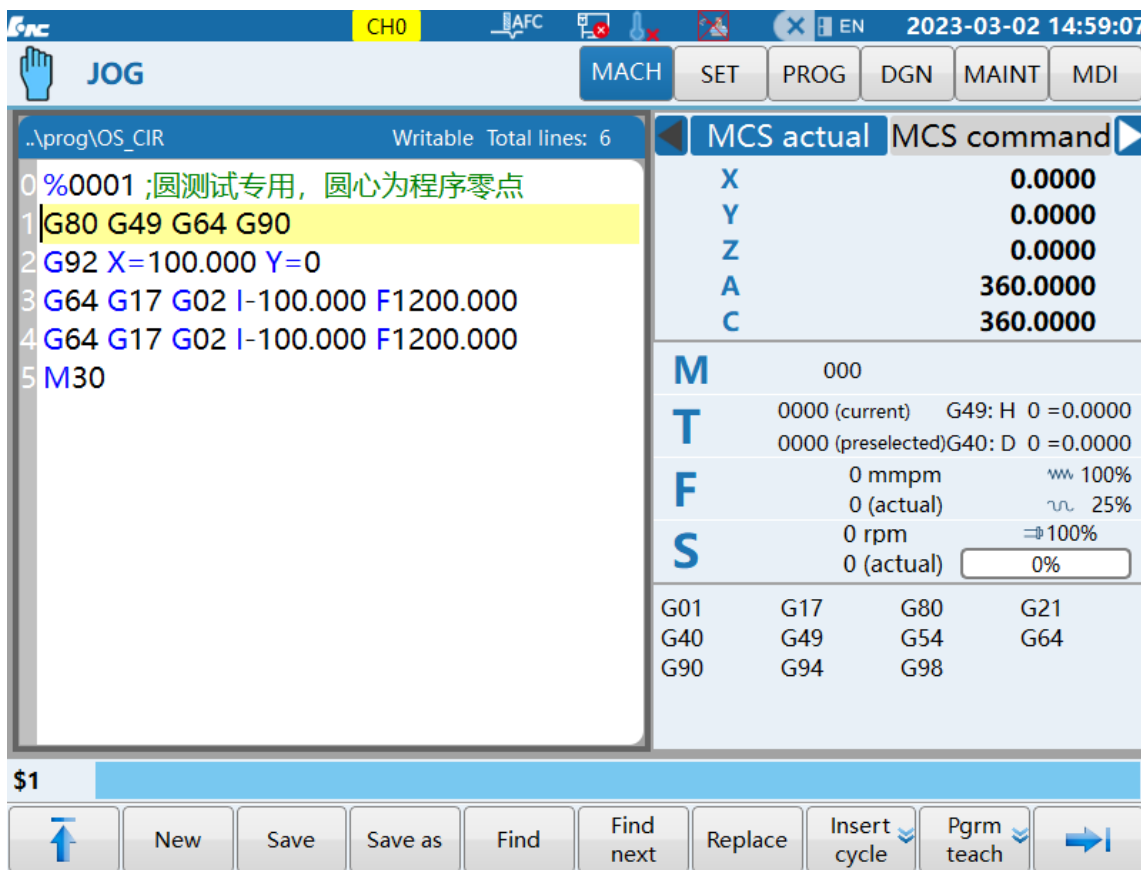 HNC CH0 AFC EN 2023-03-02 14:59:07
JOG MACH SET PROG DGN MAINT MDI
..\prog\OS_CIR Writable Total lines: 6
0 %0001 ;圆测试专用，圆心为程序零点
1 G80 G49 G64 G90
2 G92 X=100.000 Y=0
3 G64 G17 G02 I-100.000 F1200.000
4 G64 G17 G02 I-100.000 F1200.000
5 M30
MCS actual MCS command
X 0.0000
Y 0.0000
Z 0.0000
A 360.0000
C 360.0000
M 000
T 0000 (current) G49: H 0 =0.0000
0000 (preselected) G40: D 0 =0.0000
F 0 mmpm 100%
0 (actual) 25%
S 0 rpm 100%
0 (actual) 0%
G01 G17 G80 G21
G40 G49 G54 G64
G90 G94 G98
$1
New Save Save as Find Find next Replace Insert cycle Pgrm teach